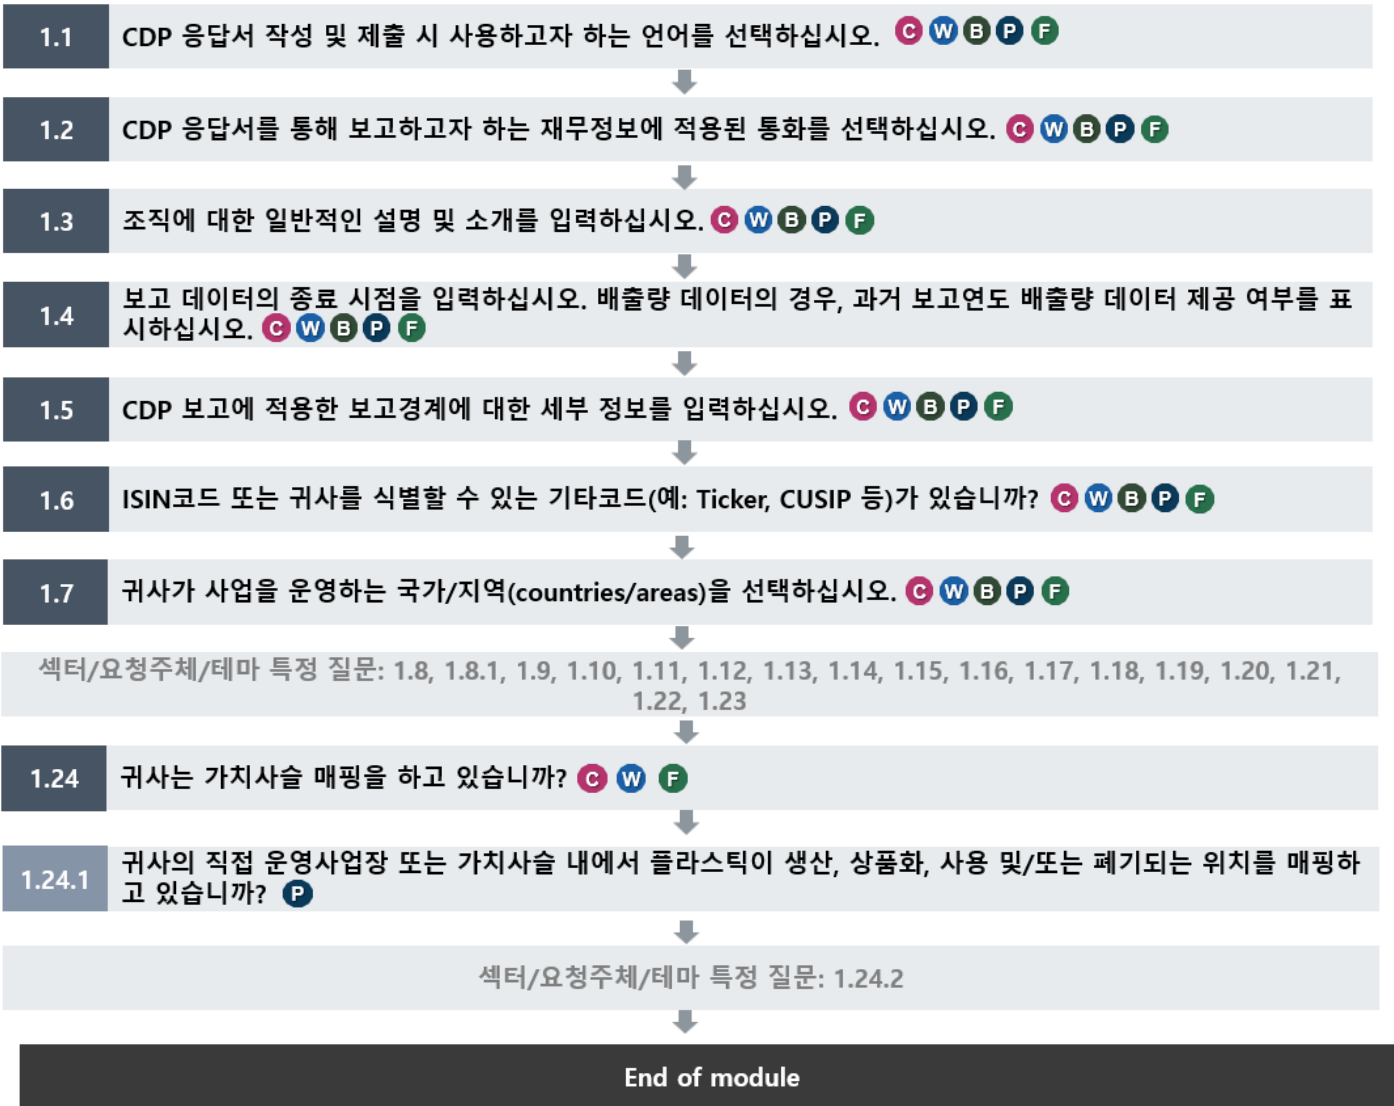 1.1 CDP 응답서 작성 및 제출 시 사용하고자 하는 언어를 선택하십시오. C W B P F
1.2 CDP 응답서를 통해 보고하고자 하는 재무정보에 적용된 통화를 선택하십시오. C W B P F
1.3 조직에 대한 일반적인 설명 및 소개를 입력하십시오. C W B P F
1.4 보고 데이터의 종료 시점을 입력하십시오. 배출량 데이터의 경우, 과거 보고연도 배출량 데이터 제공 여부를 표
시하십시오. C W B P F
1.5 CDP 보고에 적용한 보고경계에 대한 세부 정보를 입력하십시오. C W B P F
1.6 ISIN코드 또는 귀사를 식별할 수 있는 기타코드(예: Ticker, CUSIP 등)가 있습니까? C W B P F
1.7 귀사가 사업을 운영하는 국가/지역(countries/areas)을 선택하십시오. C W B P F
섹터/요청주체/테마 특정 질문: 1.8, 1.8.1, 1.9, 1.10, 1.11, 1.12, 1.13, 1.14, 1.15, 1.16, 1.17, 1.18, 1.19, 1.20, 1.21,
1.22, 1.23
1.24 귀사는 가치사슬 매핑을 하고 있습니까? C W F
1.24.1 귀사의 직접 운영사업장 또는 가치사슬 내에서 플라스틱이 생산, 상품화, 사용 및/또는 폐기되는 위치를 매핑하
고 있습니까? P
섹터/요청주체/테마 특정 질문: 1.24.2
End of module